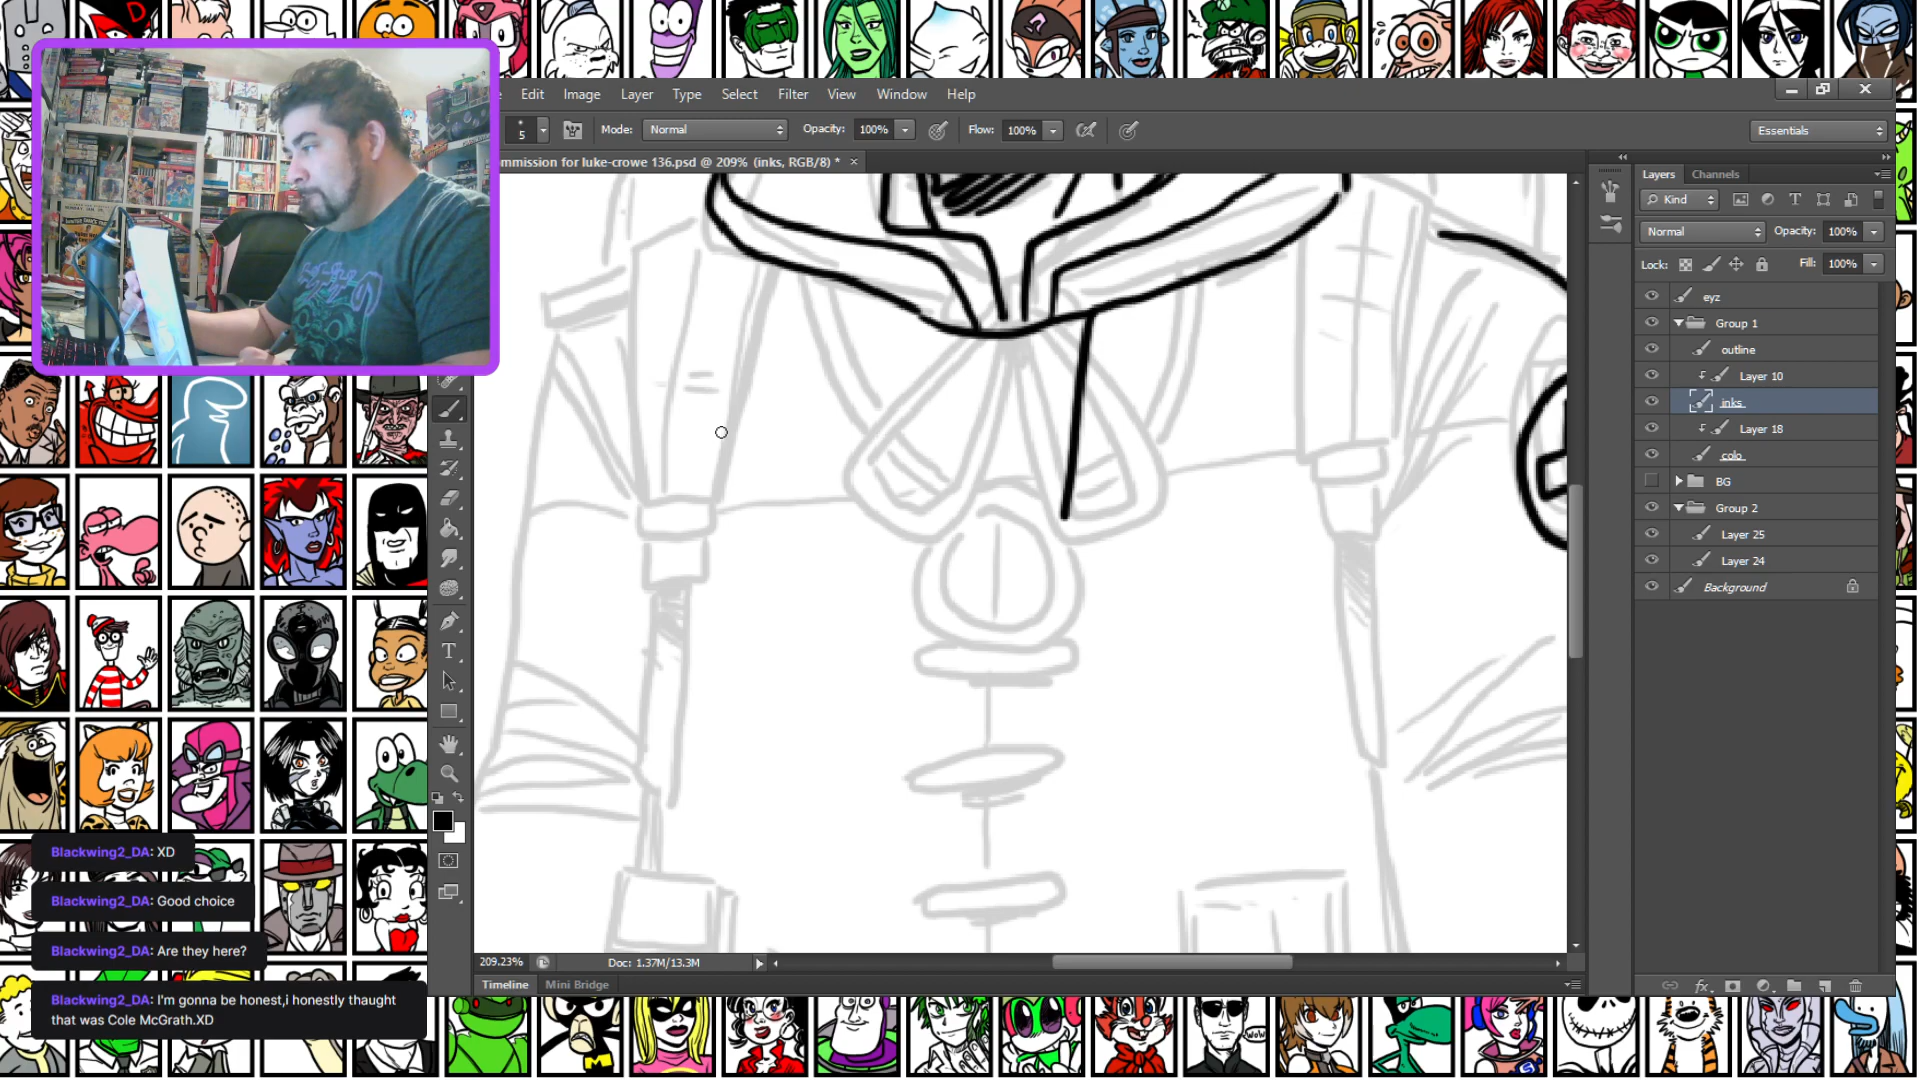 Edit Image Layer Type Select Filter View Window Help
5 Mode: Normal Opacity: 100% Flow: 100% Essentials
mmission for luke-crowe 136.psd @ 209% (inks, RGB/8) *
Layers Channels
Kind
Normal Opacity: 100%
Lock: Fill: 100%
eyz
Group 1
outline
Layer 10
inks
Layer 18
colo
BG
Group 2
Layer 25
Layer 24
Background
209.23% Doc: 1.37M/13.3M
Timeline Mini Bridge
Blackwing2_DA: XD
Blackwing2_DA: Good choice
Blackwing2_DA: Are they here?
Blackwing2_DA: I'm gonna be honest,i honestly thaught
that was Cole McGrath.XD
WOW